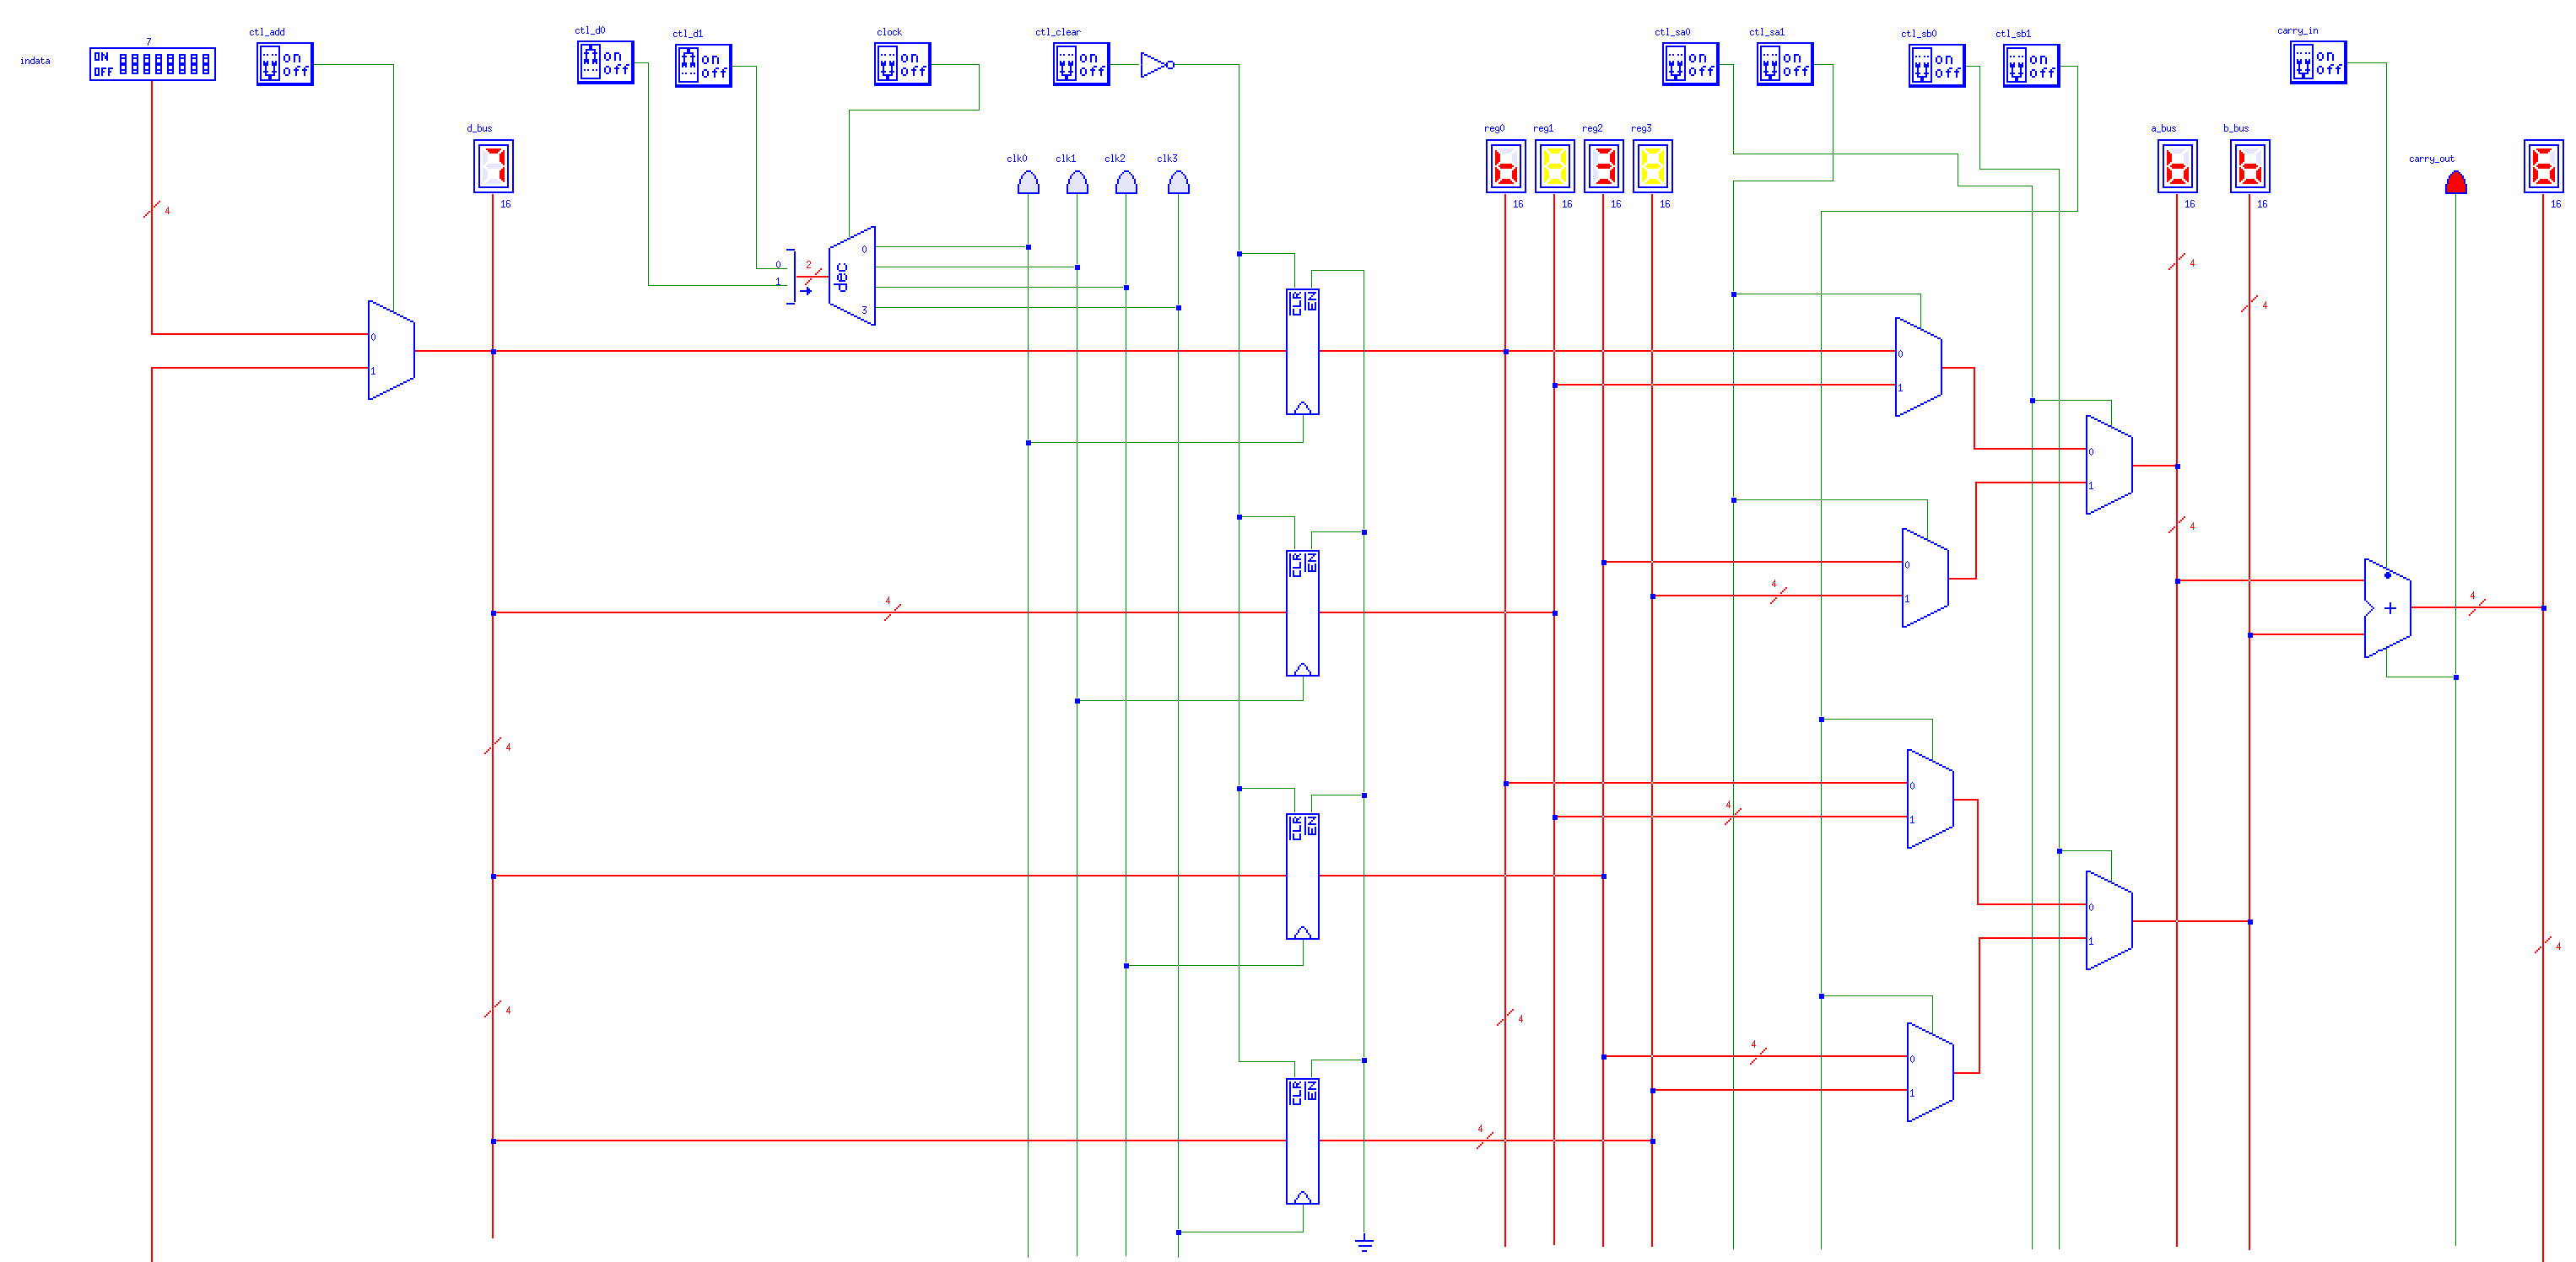 indata
7
ON
OFF
ctl_add
on
off
ctl_d0
on
off
ctl_d1
on
off
clock
on
off
ctl_clear
on
off
ctl_sa0
on
off
ctl_sa1
on
off
ctl_sb0
on
off
ctl_sb1
on
off
carry_in
on
off
d_bus
16
clk0
clk1
clk2
clk3
reg0
reg1
reg2
reg3
b
8
3
8
16
16
16
16
a_bus
b_bus
b
b
16
16
carry_out
6
16
4
0
1
2
dec
0
3
0
1
CLR
EN
0
1
4
4
0
1
4
4
CLR
EN
4
0
1
4
+
4
4
CLR
EN
0
1
4
0
1
4
4
4
CLR
EN
4
0
1
4